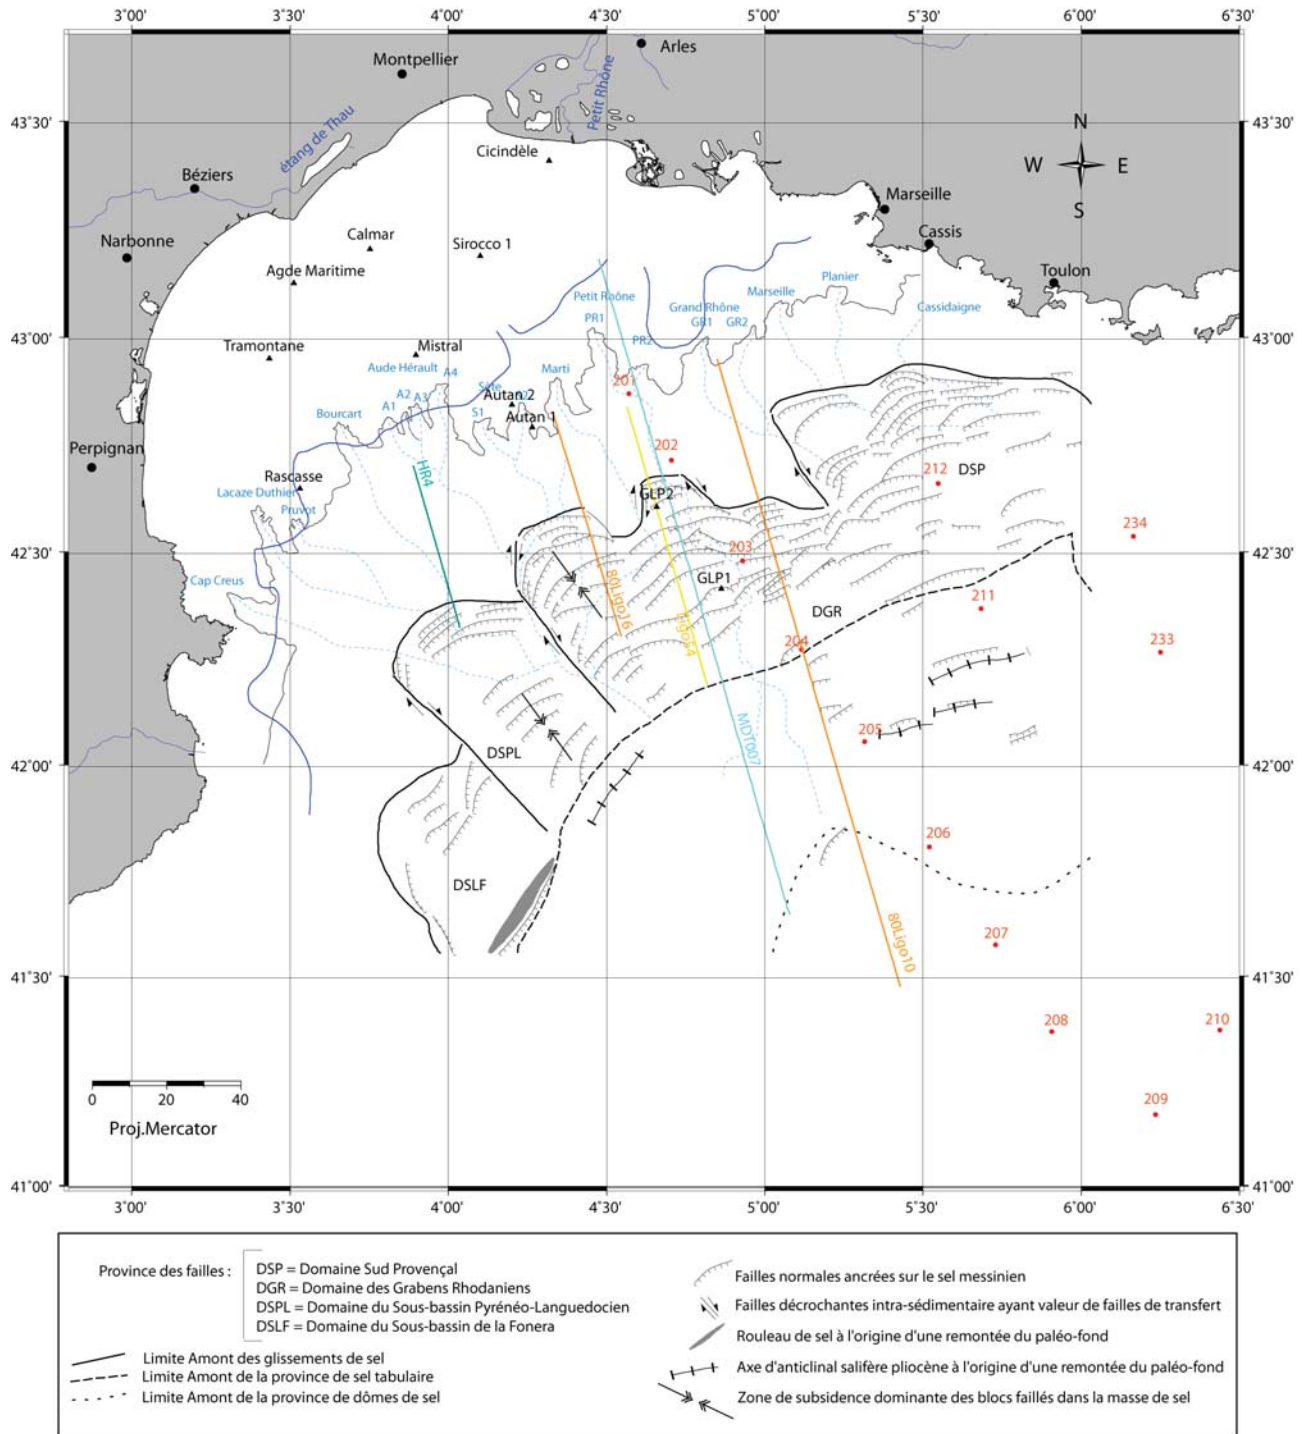 3°00' 3°30' 4°00' 4°30' 5°00' 5°30' 6°00' 6°30'
Arles
Montpellier
Petit Rhône
43°30' 43°30'
étang de Thau
N
Cicindèle
W E
Béziers
S
Marseille
Calmar
Narbonne
Sirocco 1
Cassis
Agde Maritime
Toulon
Planier
Petit Rhône
Marseille
Grand Rhône
Cassidaigne
PR1
GR1 GR2
43°00' 43°00'
PR2
Tramontane
Mistral
Aude Hérault
A4
Marti
201
Sète
A2
A3
Autan 2
A1
Bourcart
S1
Autan 1
Perpignan
202
HR4
212
DSP
Rascasse
Lacaze Duthier
GLP2
Pruvot
234
42°30' 42°30'
203
Cap Creus
80Ligo16
GLP1
211
DGR
ligo54
204
233
MDT007
205
DSPL
42°00' 42°00'
206
DSLF
207
80Ligo10
41°30' 41°30'
208
210
0 20 40
209
Proj.Mercator
41°00' 41°00'
3°00' 3°30' 4°00' 4°30' 5°00' 5°30' 6°00' 6°30'
Province des failles :
DSP = Domaine Sud Provençal
DGR = Domaine des Grabens Rhodaniens
DSPL = Domaine du Sous-bassin Pyrénéo-Languedocien
DSLF = Domaine du Sous-bassin de la Fonera
Limite Amont des glissements de sel
Limite Amont de la province de sel tabulaire
Limite Amont de la province de dômes de sel
Failles normales ancrées sur le sel messinien
Failles décrochantes intra-sédimentaire ayant valeur de failles de transfert
Rouleau de sel à l'origine d'une remontée du paléo-fond
Axe d'anticlinal salifère pliocène à l'origine d'une remontée du paléo-fond
Zone de subsidence dominante des blocs faillés dans la masse de sel